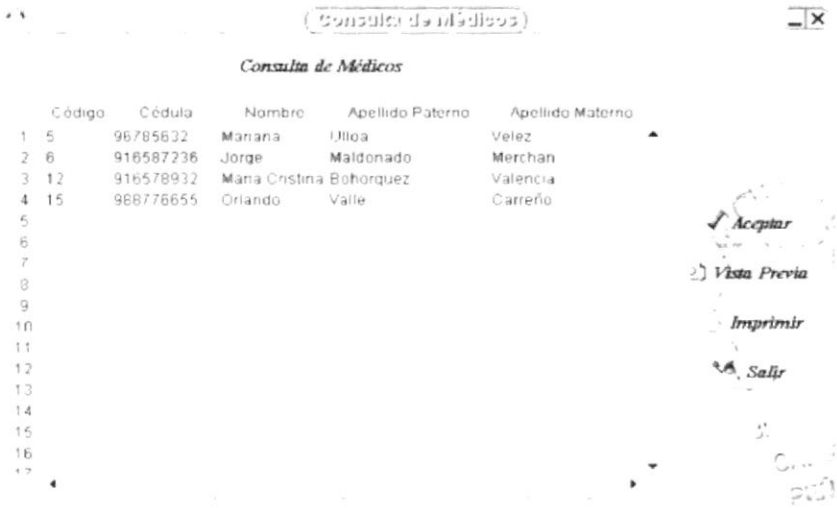 Consulta de Médicos
Consulta de Médicos
Código Cédula Nombre Apellido Paterno Apellido Materno
1 5 96785632 Mariana Ulloa Velez
2 6 916587236 Jorge Maldonado Merchan
3 12 916578932 Maria Cristina Bohorquez Valencia
4 15 988776655 Orlando Valle Carreño
5
6
7
8
9
10
11
12
13
14
15
16
17
Aceptar
Vista Previa
Imprimir
Salir